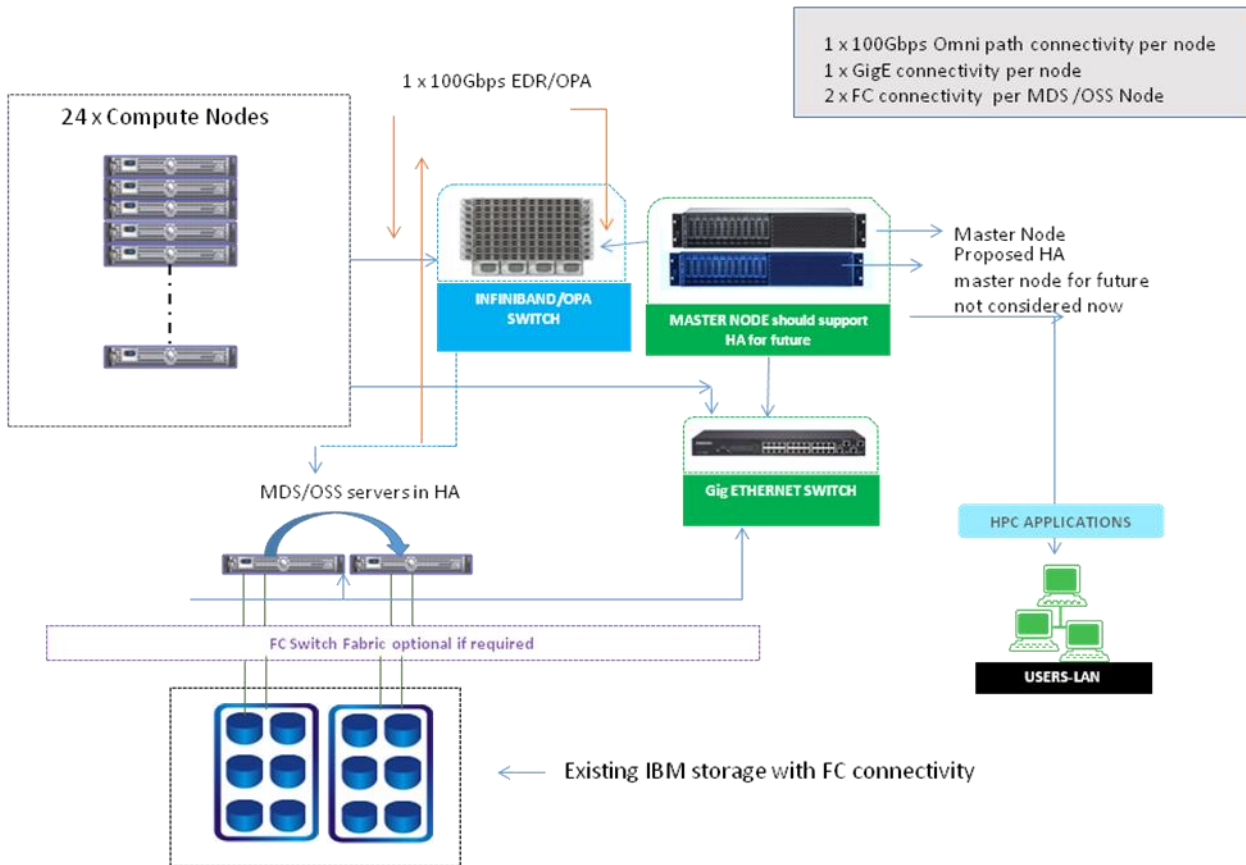 1 x 100Gbps Omni path connectivity per node
1 x GigE connectivity per node
2 x FC connectivity per MDS /OSS Node
1 x 100Gbps EDR/OPA
24 x Compute Nodes
INFINIBAND/OPA
SWITCH
MASTER NODE should support
HA for future
Master Node
Proposed HA
master node for future
not considered now
Gig ETHERNET SWITCH
MDS/OSS servers in HA
HPC APPLICATIONS
FC Switch Fabric optional if required
USERS-LAN
Existing IBM storage with FC connectivity